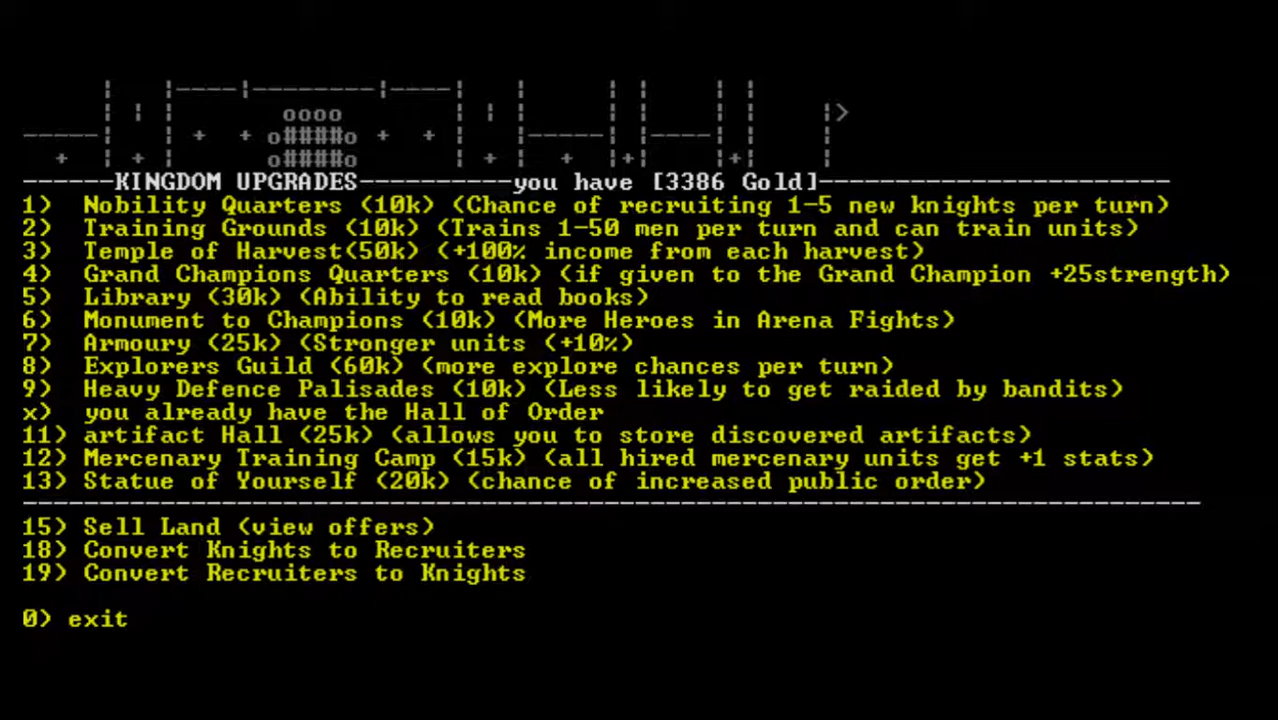 ------KINGDOM UPGRADES----------you have [3386 Gold]-----------------------
1)  Nobility Quarters (10k) (Chance of recruiting 1-5 new knights per turn)
2)  Training Grounds (10k) (Trains 1-50 men per turn and can train units)
3)  Temple of Harvest(50k) (+100% income from each harvest)
4)  Grand Champions Quarters (10k) (if given to the Grand Champion +25strength)
5)  Library (30k) (Ability to read books)
6)  Monument to Champions (10k) (More Heroes in Arena Fights)
7)  Armoury (25k) (Stronger units (+10%)
8)  Explorers Guild (60k) (more explore chances per turn)
9)  Heavy Defence Palisades (10k) (Less likely to get raided by bandits)
x)  you already have the Hall of Order
11) artifact Hall (25k) (allows you to store discovered artifacts)
12) Mercenary Training Camp (15k) (all hired mercenary units get +1 stats)
13) Statue of Yourself (20k) (chance of increased public order)
15) Sell Land (view offers)
18) Convert Knights to Recruiters
19) Convert Recruiters to Knights
0) exit